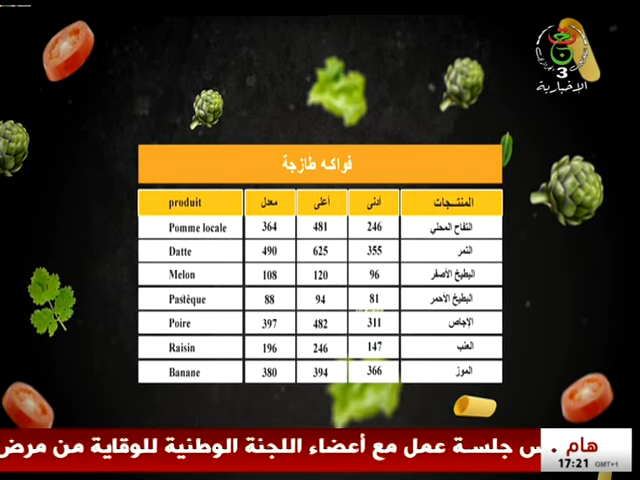 3
الإخبارية
فواكه طازجة
المنتـجات أدنى أعلى معدل produit
التفاح المحلي 246 481 364 Pomme locale
التمر 355 625 490 Datte
البطيخ الأصفر 96 120 108 Melon
البطيخ الأحمر 81 94 88 Pastèque
الإجاص 311 482 397 Poire
العنب 147 246 196 Raisin
الموز 366 394 380 Banane
هام
جلسة عمل مع أعضاء اللجنة الوطنية للوقاية من
17:21 GMT+1